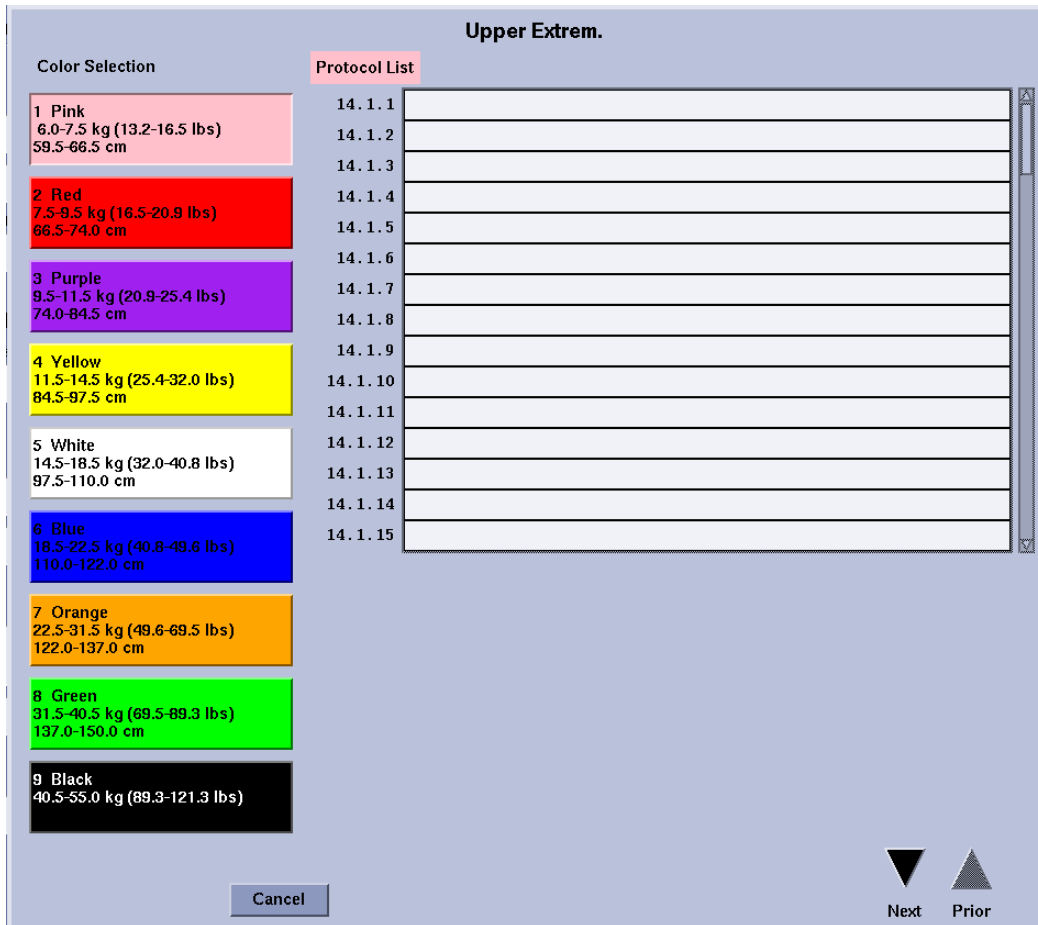 Upper Extrem.
Color Selection
Protocol List
1 Pink
6.0-7.5 kg (13.2-16.5 lbs)
59.5-66.5 cm
2 Red
7.5-9.5 kg (16.5-20.9 lbs)
66.5-74.0 cm
3 Purple
9.5-11.5 kg (20.9-25.4 lbs)
74.0-84.5 cm
4 Yellow
11.5-14.5 kg (25.4-32.0 lbs)
84.5-97.5 cm
5 White
14.5-18.5 kg (32.0-40.8 lbs)
97.5-110.0 cm
6 Blue
18.5-22.5 kg (40.8-49.6 lbs)
110.0-122.0 cm
7 Orange
22.5-31.5 kg (49.6-69.5 lbs)
122.0-137.0 cm
8 Green
31.5-40.5 kg (69.5-89.3 lbs)
137.0-150.0 cm
9 Black
40.5-55.0 kg (89.3-121.3 lbs)
14.1.1
14.1.2
14.1.3
14.1.4
14.1.5
14.1.6
14.1.7
14.1.8
14.1.9
14.1.10
14.1.11
14.1.12
14.1.13
14.1.14
14.1.15
Cancel
Next
Prior